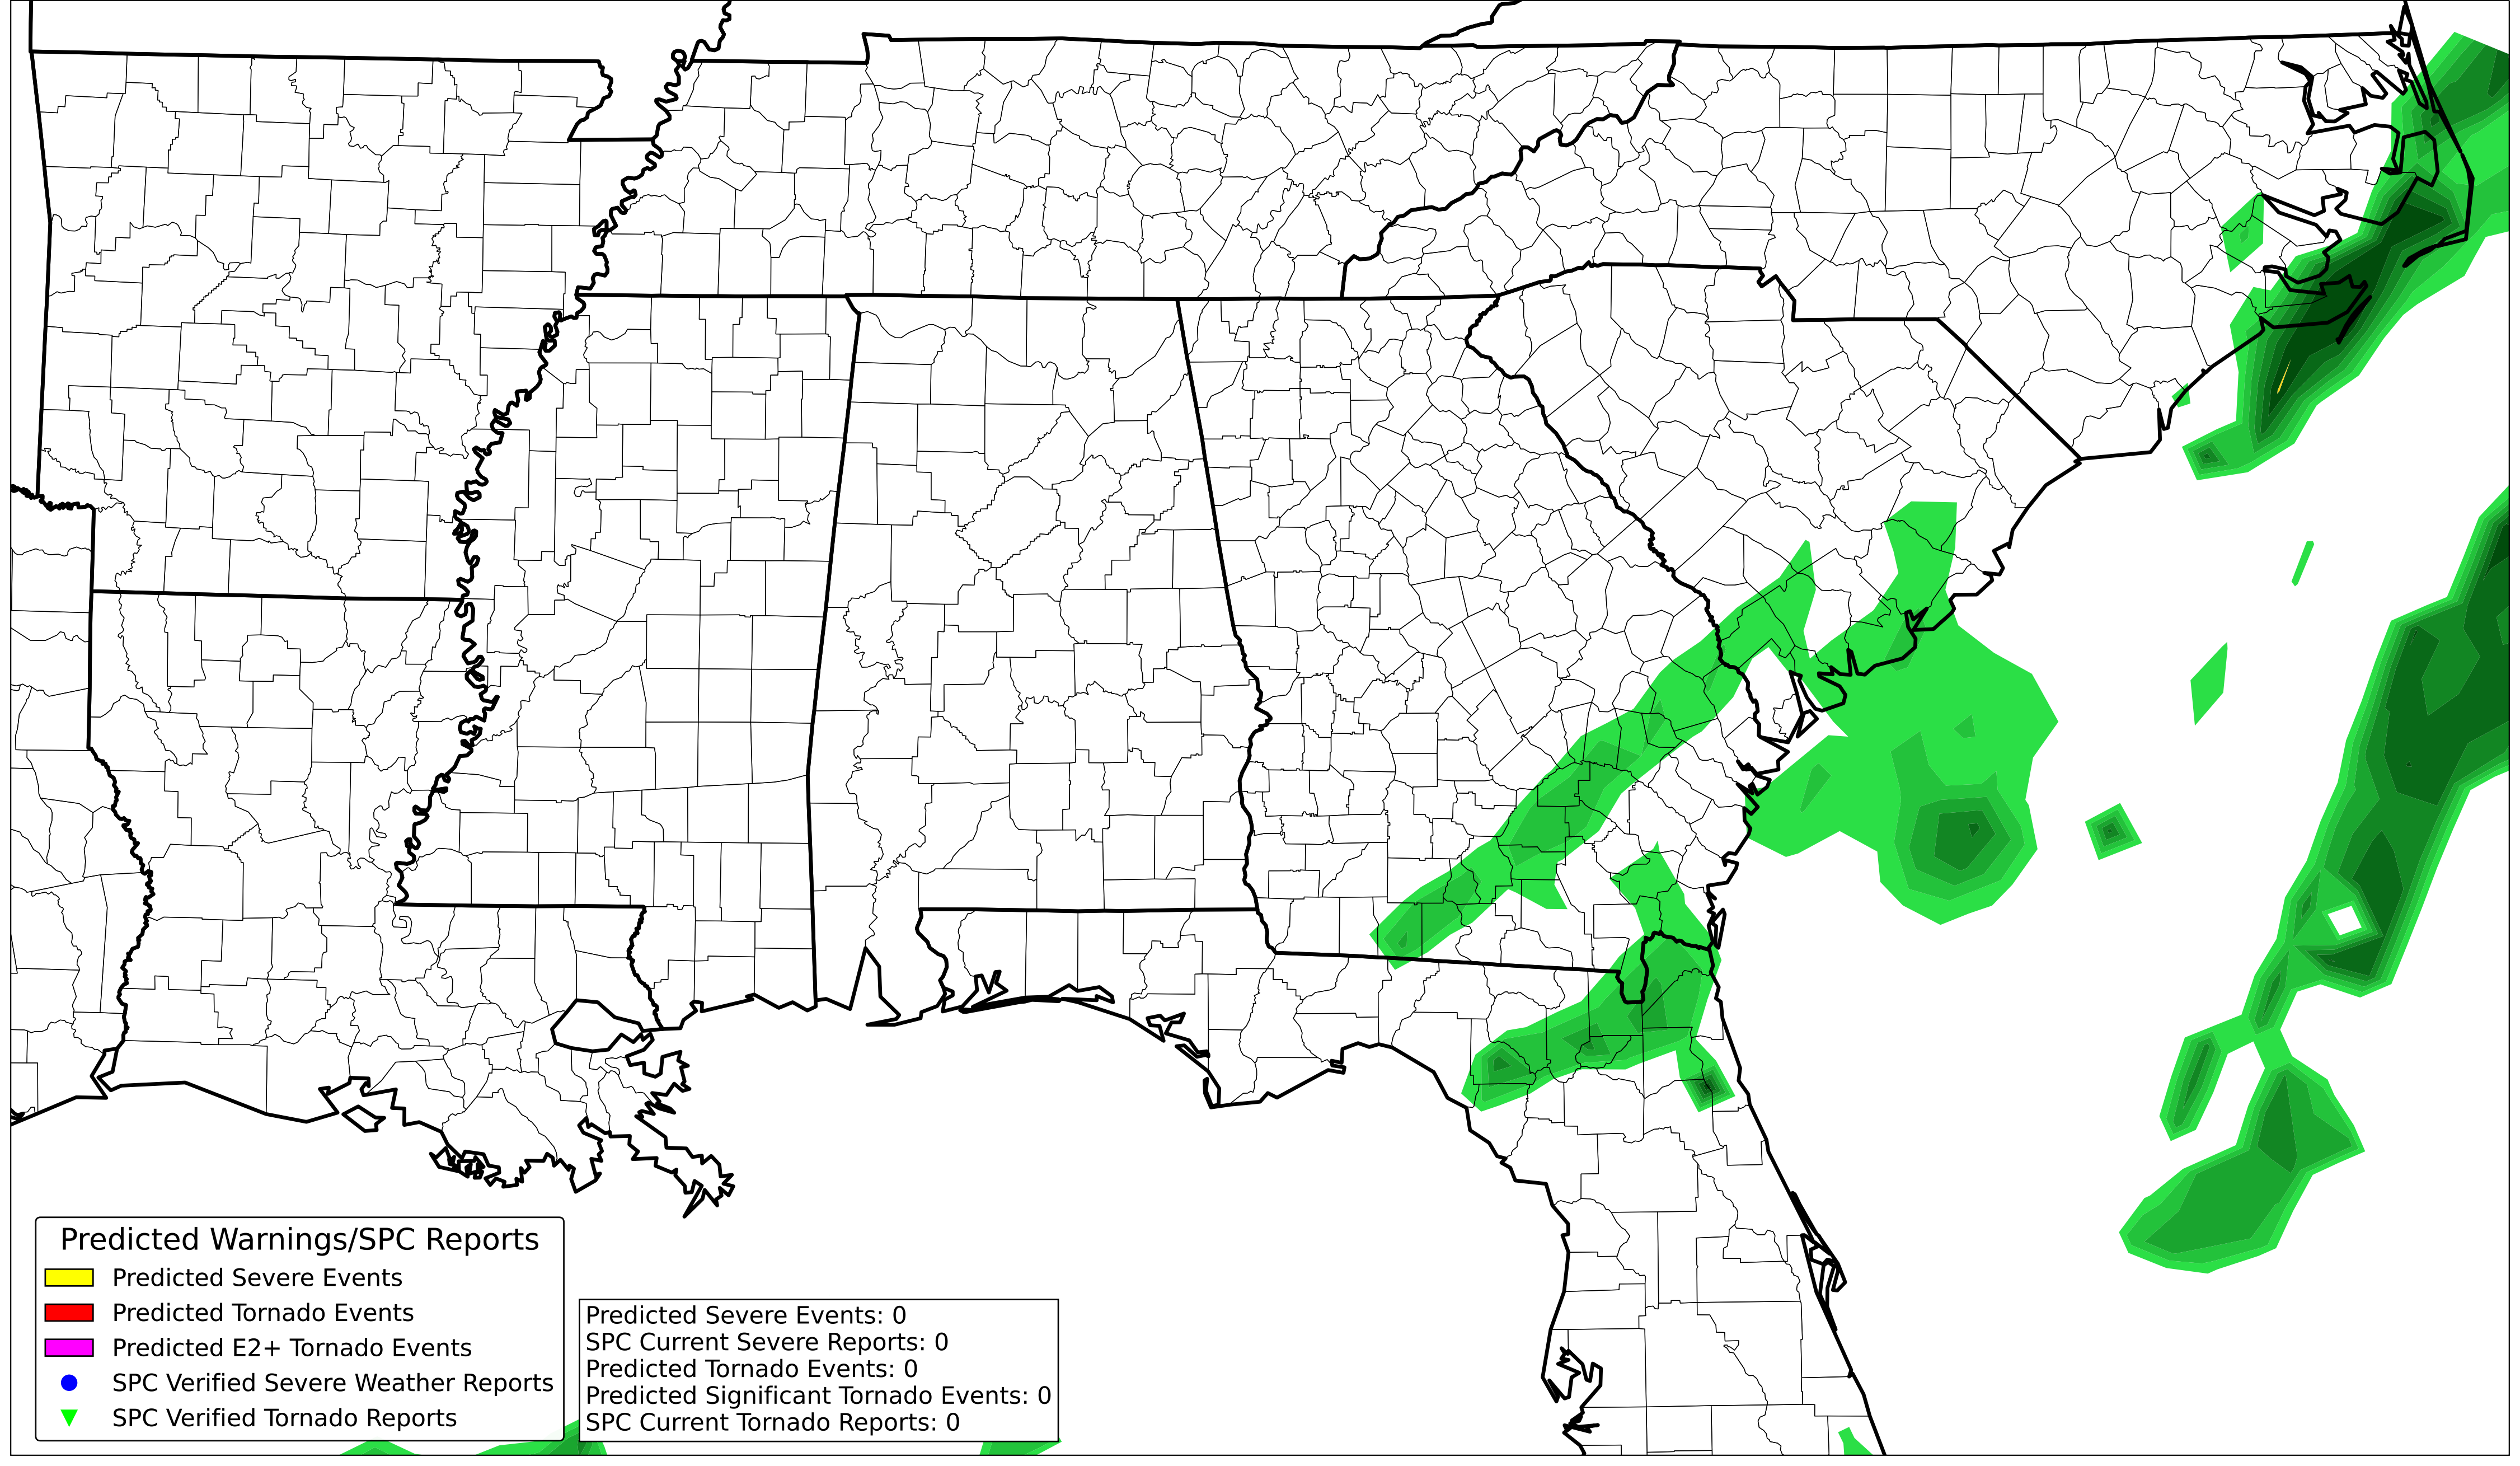 Predicted Warnings/SPC Reports
Predicted Severe Events
Predicted Tornado Events
Predicted E2+ Tornado Events
SPC Verified Severe Weather Reports
SPC Verified Tornado Reports
Predicted Severe Events: 0
SPC Current Severe Reports: 0
Predicted Tornado Events: 0
Predicted Significant Tornado Events: 0
SPC Current Tornado Reports: 0